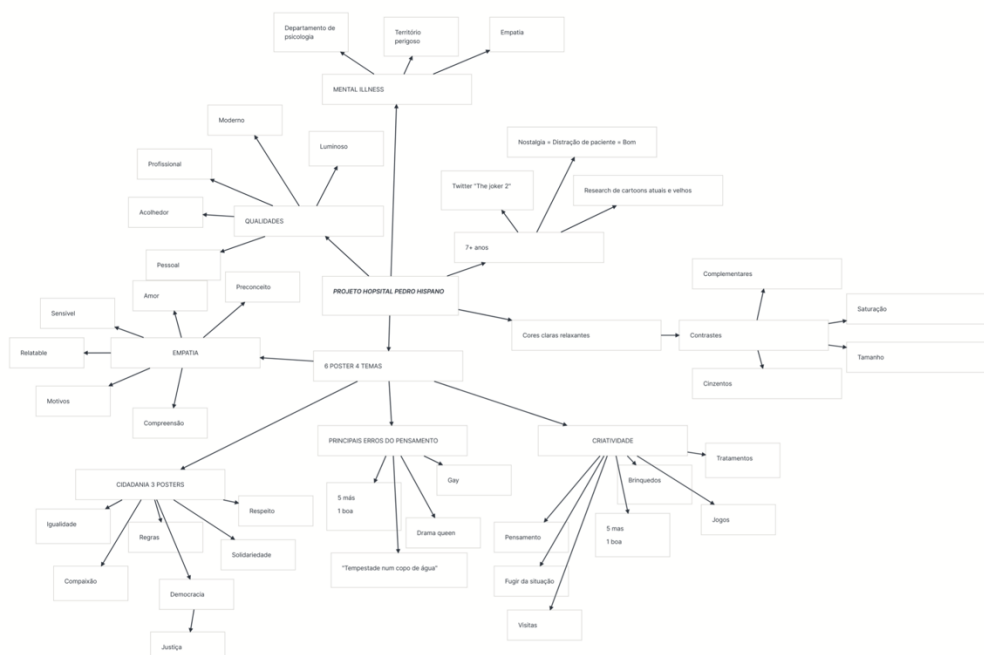 Departamento de
psicologia
Território
perigoso
Empatia
MENTAL ILLNESS
Moderno
Luminoso
Profissional
Acolhedor
QUALIDADES
Pessoal
Nostalgia = Distração de paciente = Bom
Twitter "The joker 2"
Research de cartoons atuais e velhos
7+ anos
PROJETO HOPSITAL PEDRO HISPANO
Complementares
Saturação
Cores claras relaxantes
Contrastes
Tamanho
Cinzentos
Amor
Preconceito
Sensível
Relatable
EMPATIA
Motivos
Compreensão
6 POSTER 4 TEMAS
PRINCIPAIS ERROS DO PENSAMENTO
Gay
5 más
1 boa
Drama queen
"Tempestade num copo de água"
CRIATIVIDADE
Tratamentos
Brinquedos
Jogos
5 mas
1 boa
Pensamento
Fugir da situação
Visitas
CIDADANIA 3 POSTERS
Respeito
Igualdade
Regras
Solidariedade
Compaixão
Democracia
Justiça